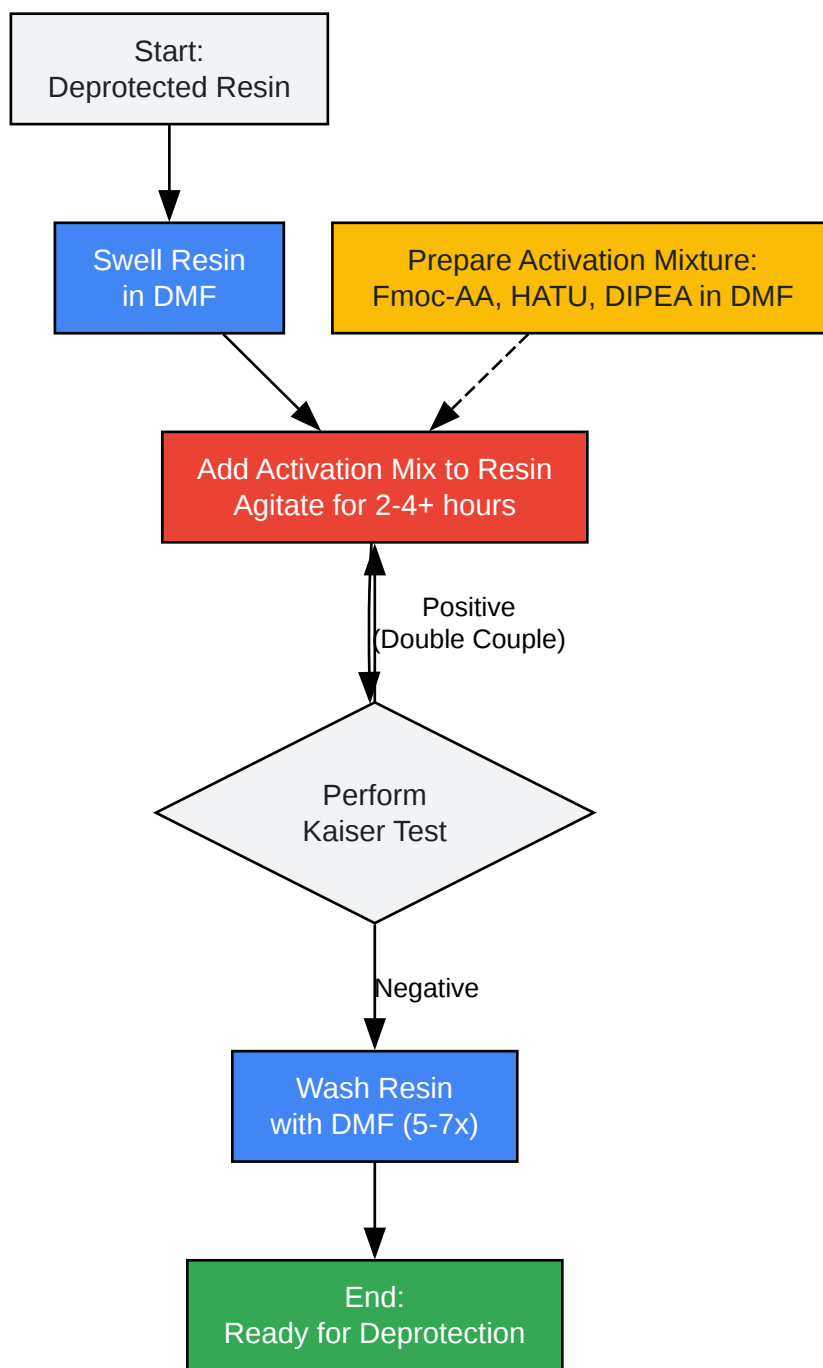 Start:
Deprotected Resin
Swell Resin
in DMF
Prepare Activation Mixture:
Fmoc-AA, HATU, DIPEA in DMF
Add Activation Mix to Resin
Agitate for 2-4+ hours
Positive
(Double Couple)
Perform
Kaiser Test
Negative
Wash Resin
with DMF (5-7x)
End:
Ready for Deprotection